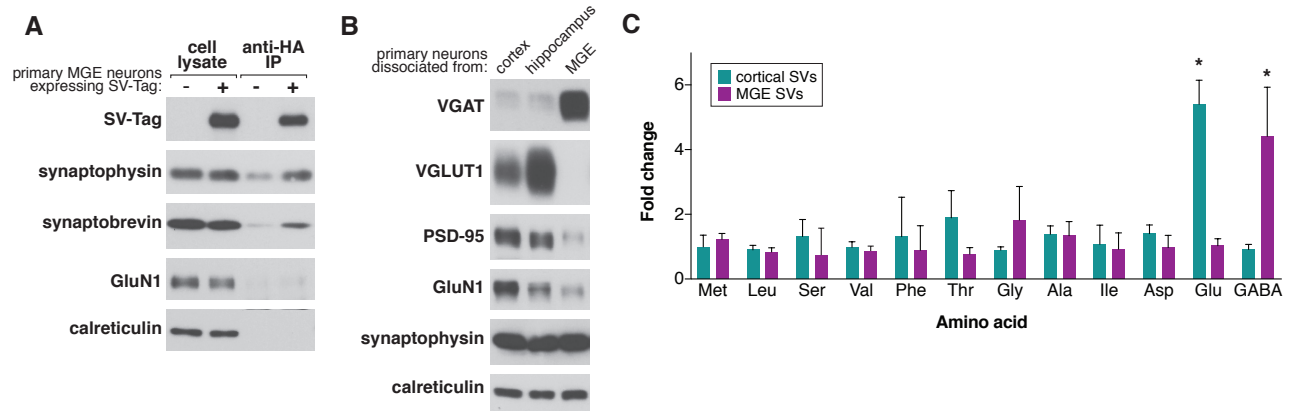 A
cell lysate
anti-HA IP
primary MGE neurons
expressing SV-Tag:
- + - +
SV-Tag
synaptophysin
synaptobrevin
GluN1
calreticulin
B
primary neurons
dissociated from:
cortex
hippocampus
MGE
VGAT
VGLUT1
PSD-95
GluN1
synaptophysin
calreticulin
C
cortical SVs
MGE SVs
* *
6
4
2
0
Fold change
Met Leu Ser Val Phe Thr Gly Ala Ile Asp Glu GABA
Amino acid